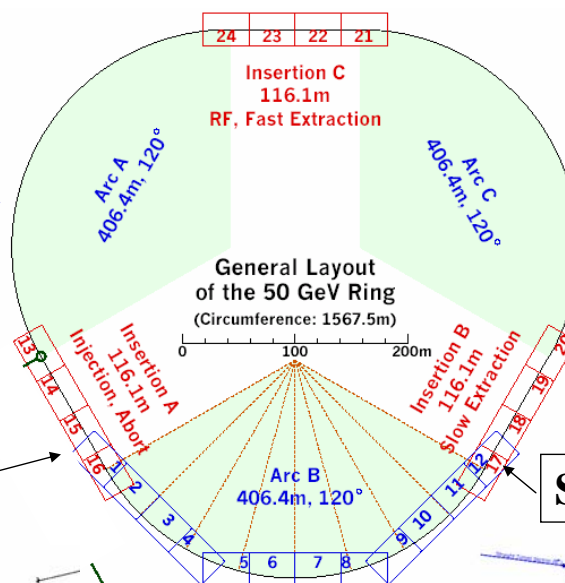 24 23 22 21
Insertion C
116.1m
RF, Fast Extraction
Arc A
406.4m, 120°
Arc C
406.4m, 120°
General Layout
of the 50 GeV Ring
(Circumference: 1567.5m)
0 100 200m
13
14
15
16
Insertion A
116.1m
Injection, Abort
Insertion B
116.1m
Slow Extraction
20
19
18
17
Arc B
406.4m, 120°
1
2
3
4
5 6 7 8
9
10
11
12
S